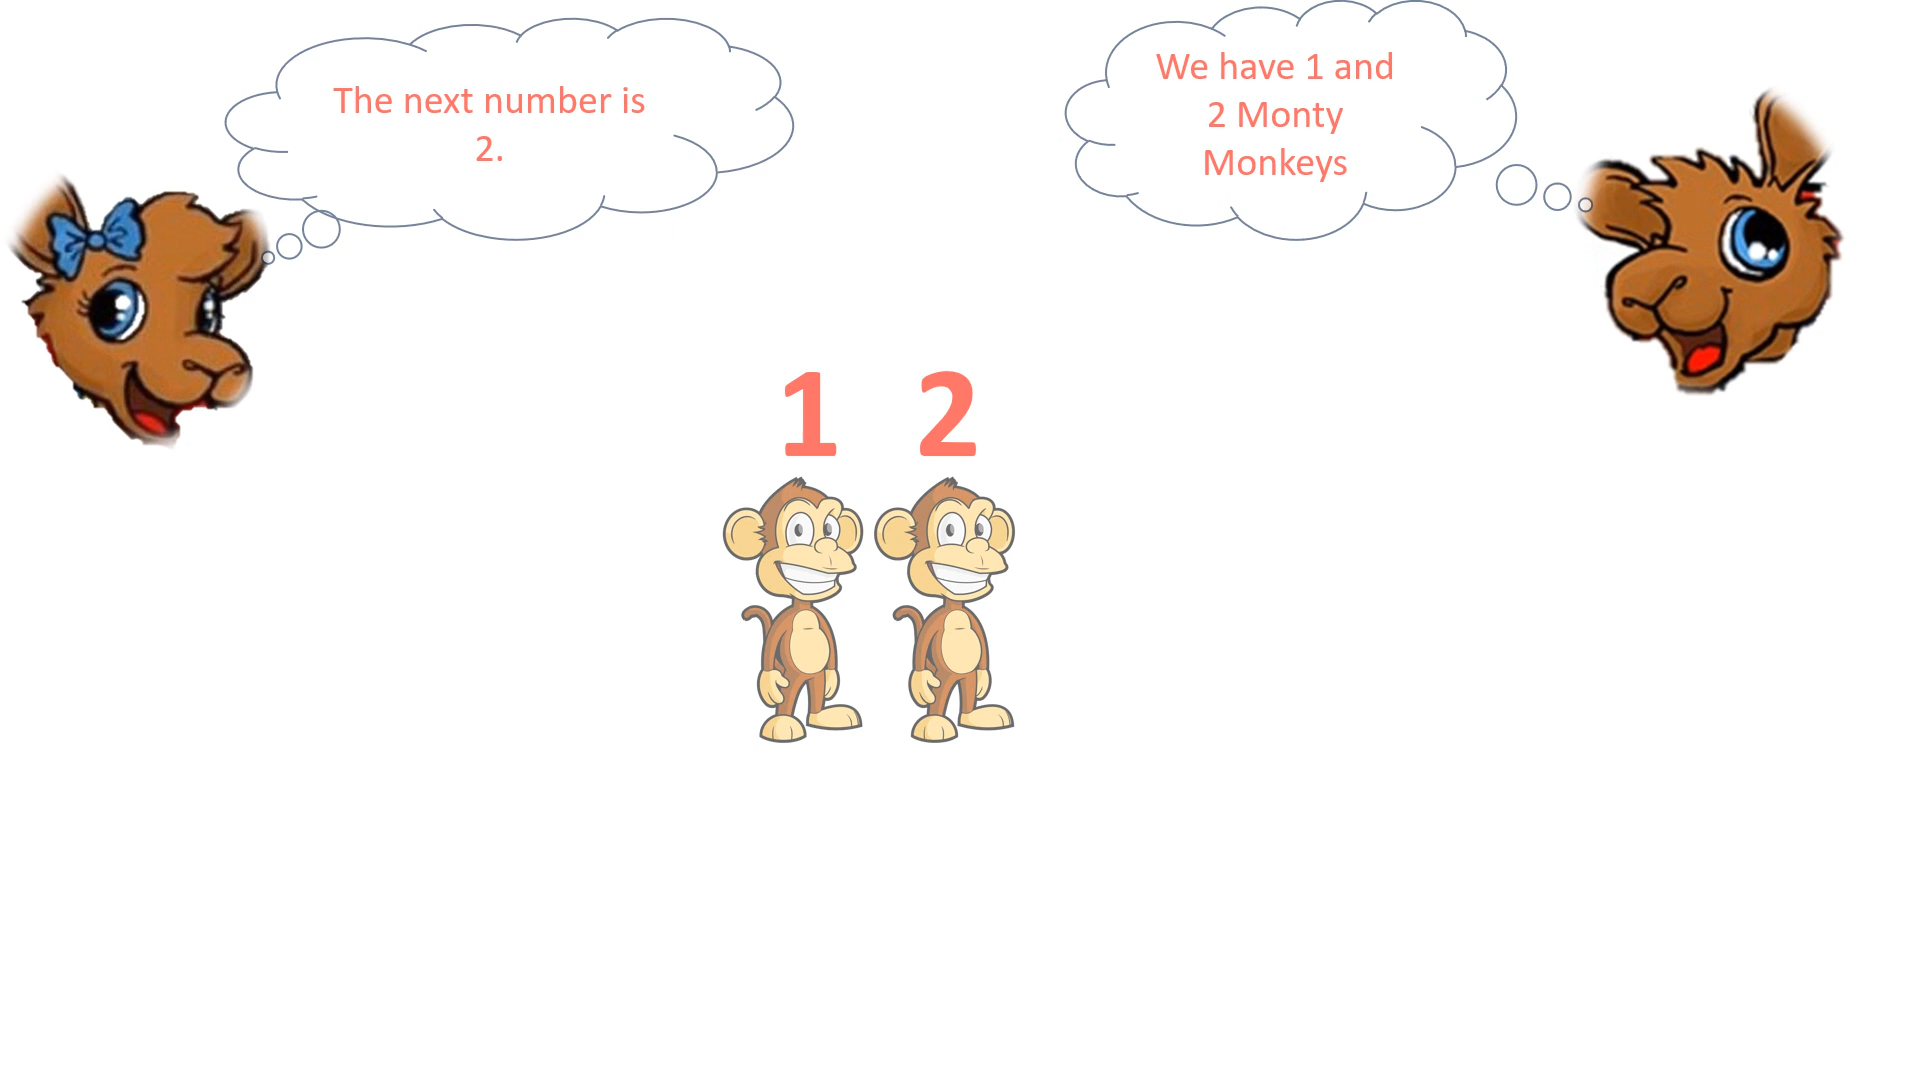 The next number is
2.
We have 1 and
2 Monty
Monkeys
1 2